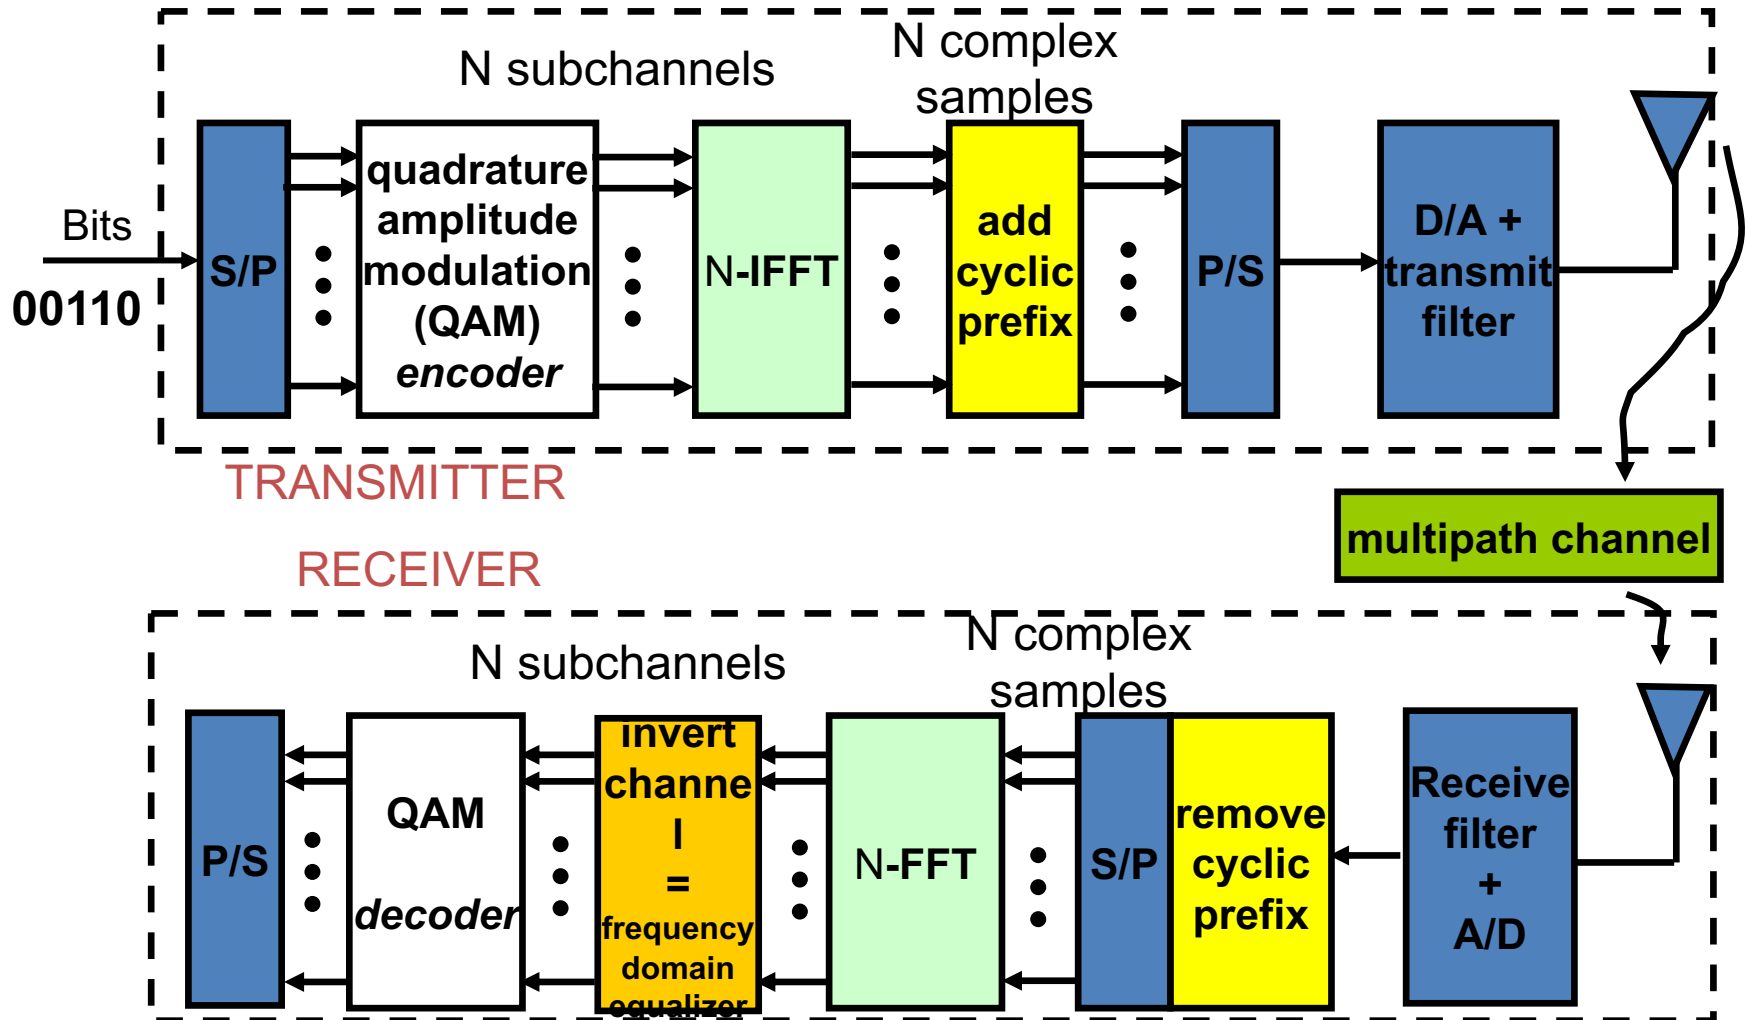 N subchannels
N complex
samples
Bits
00110
S/P
quadrature
amplitude
modulation
(QAM)
encoder
N-IFFT
add
cyclic
prefix
P/S
D/A +
transmit
filter
TRANSMITTER
multipath channel
RECEIVER
N subchannels
N complex
samples
P/S
QAM
decoder
invert
channe
l
=
frequency
domain
equalizer
N-FFT
S/P
remove
cyclic
prefix
Receive
filter
+
A/D